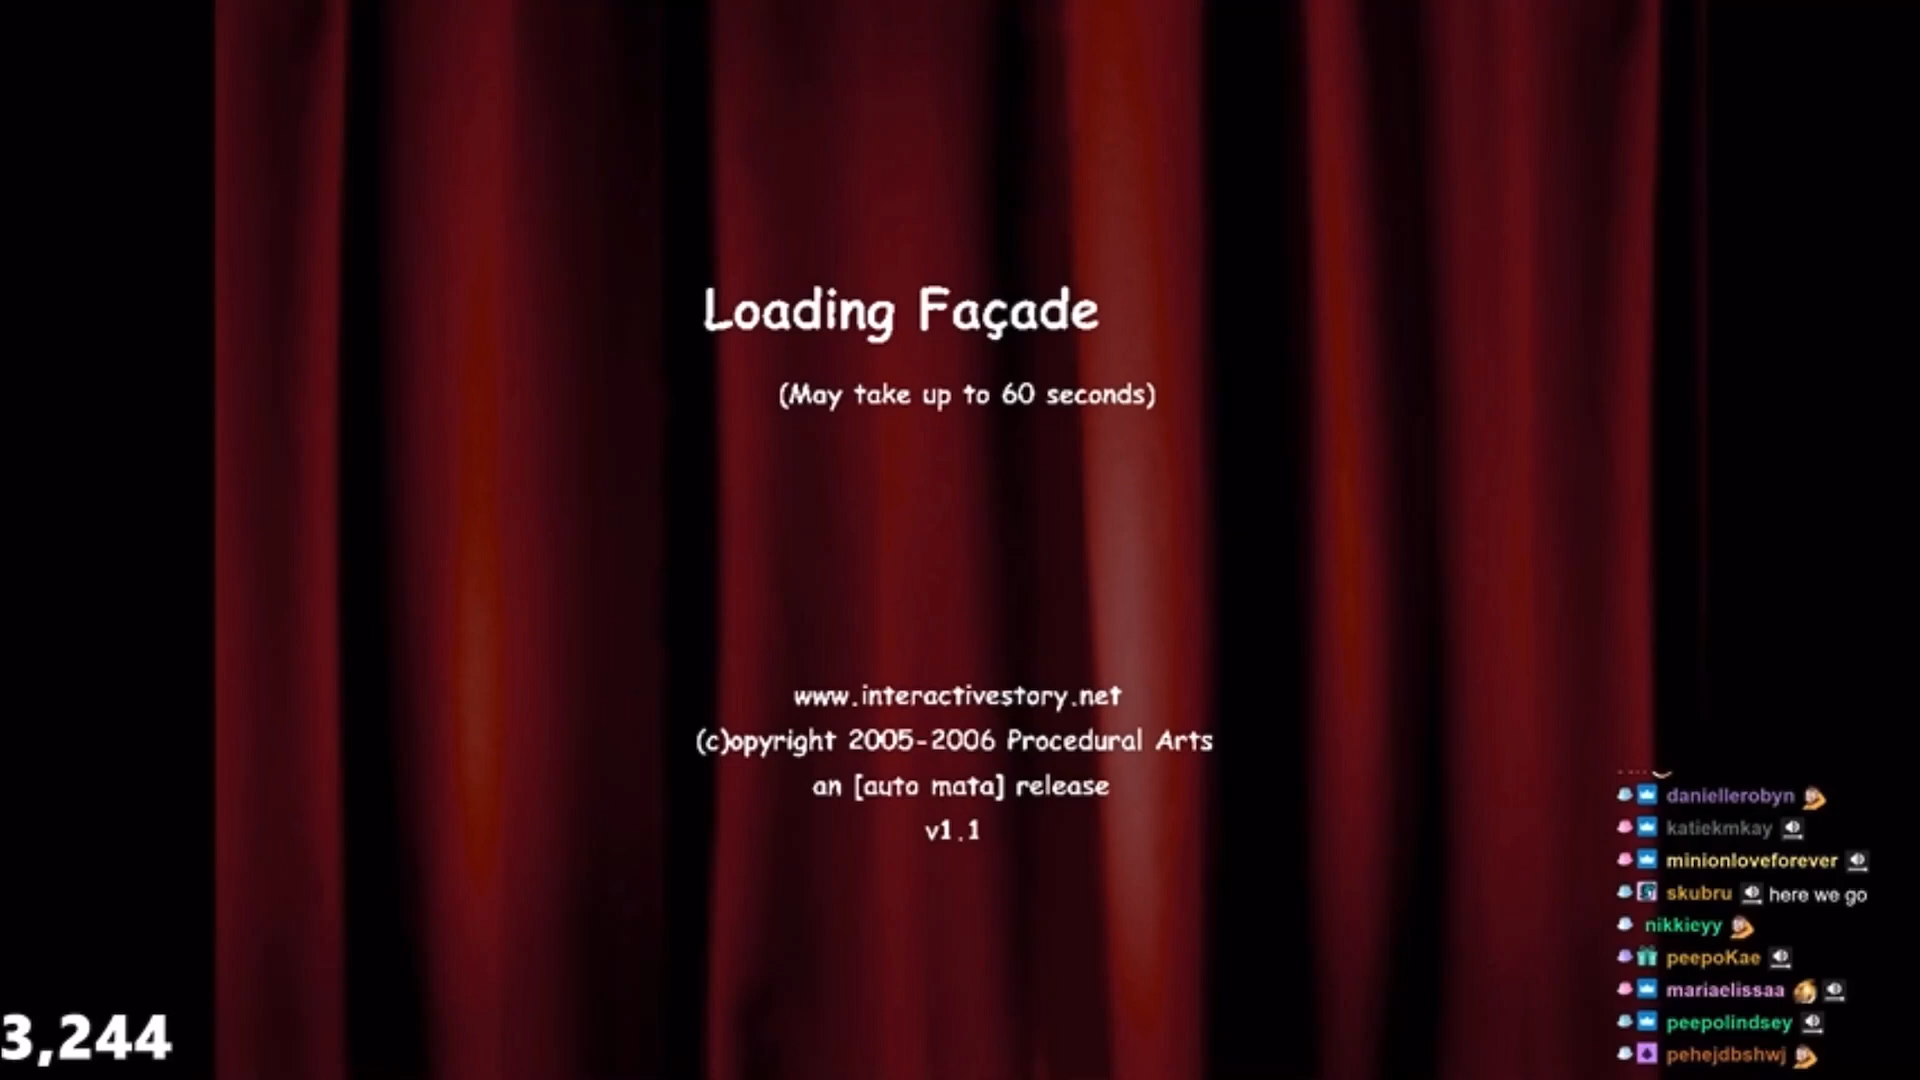 Loading Façade
(May take up to 60 seconds)
www.interactivestory.net
(c)opyright 2005-2006 Procedural Arts
an [auto mata] release
v1.1
daniellerobyn
katiekmkay
minionloveforever
skubru here we go
nikkieyy
peepoKae
mariaelissaa
peepolindsey
pehejdbshwj
3,244